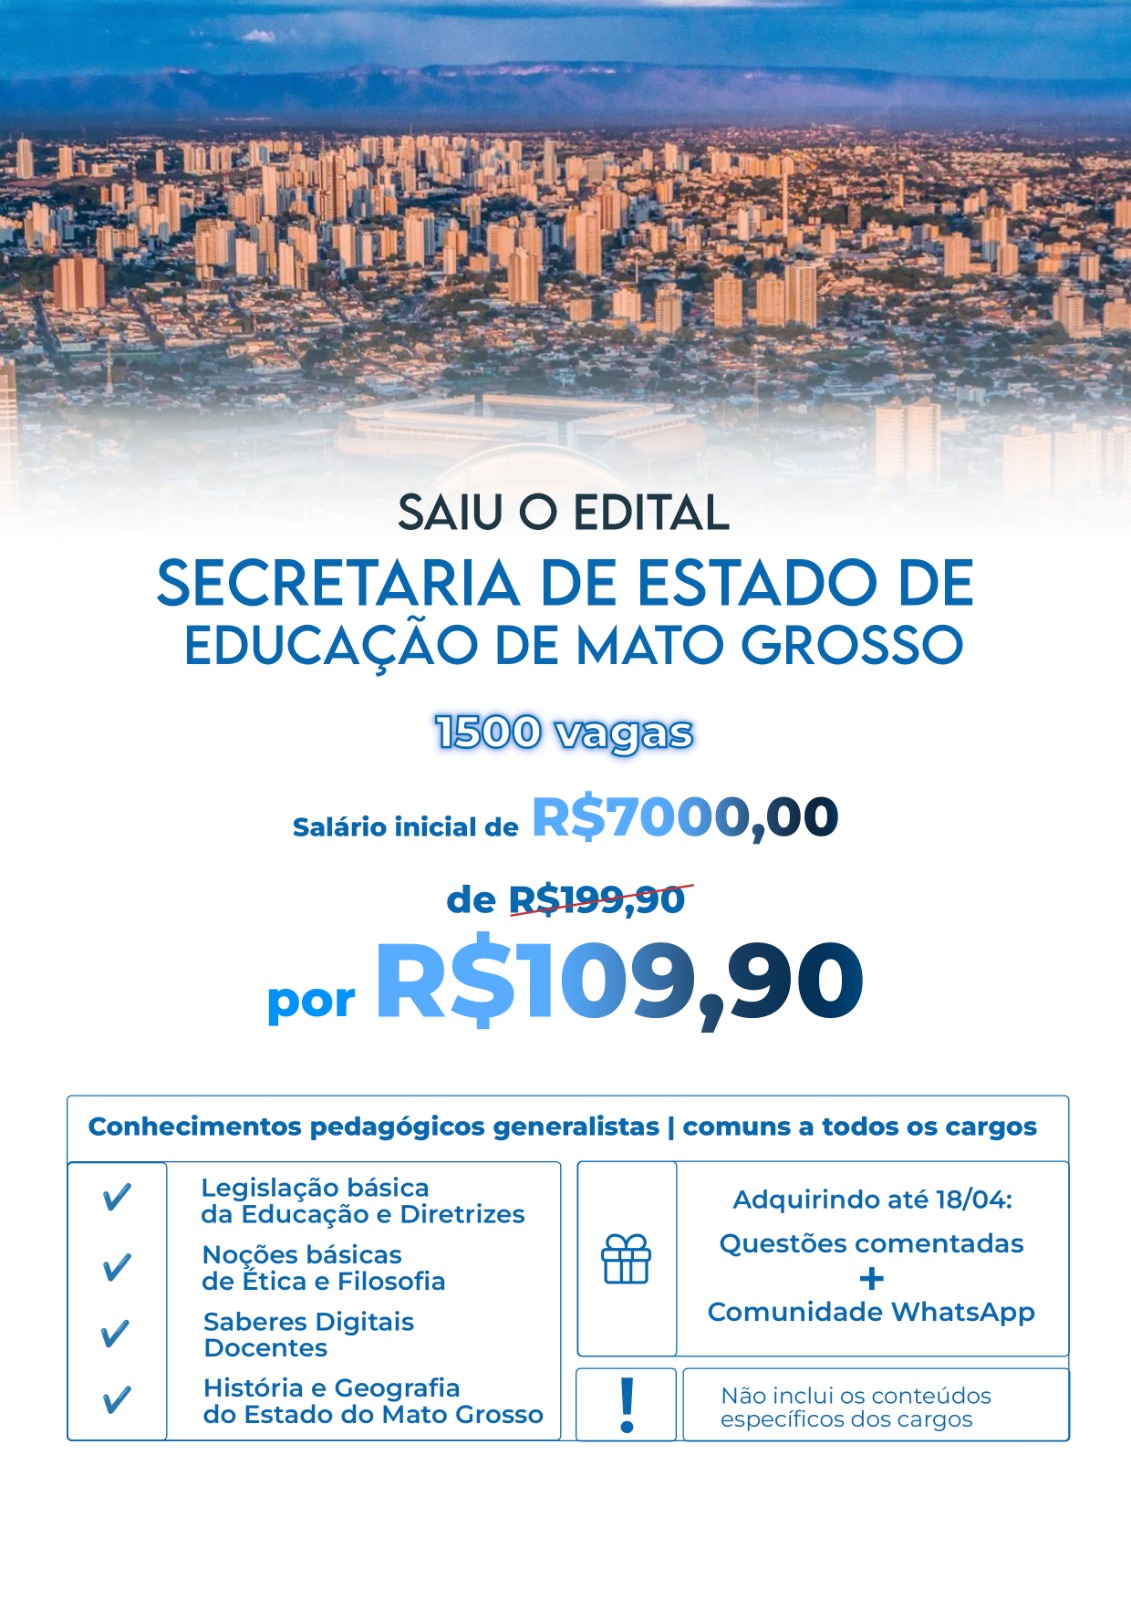 SAIU O EDITAL
SECRETARIA DE ESTADO DE
EDUCAÇÃO DE MATO GROSSO
1500 vagas
Salário inicial de R$7000,00
de R$199,90
por R$109,90
Conhecimentos pedagógicos generalistas | comuns a todos os cargos
Legislação básica
da Educação e Diretrizes
Noções básicas
de Ética e Filosofia
Saberes Digitais
Docentes
História e Geografia
do Estado do Mato Grosso
Adquirindo até 18/04:
Questões comentadas
+
Comunidade WhatsApp
!
Não inclui os conteúdos
específicos dos cargos